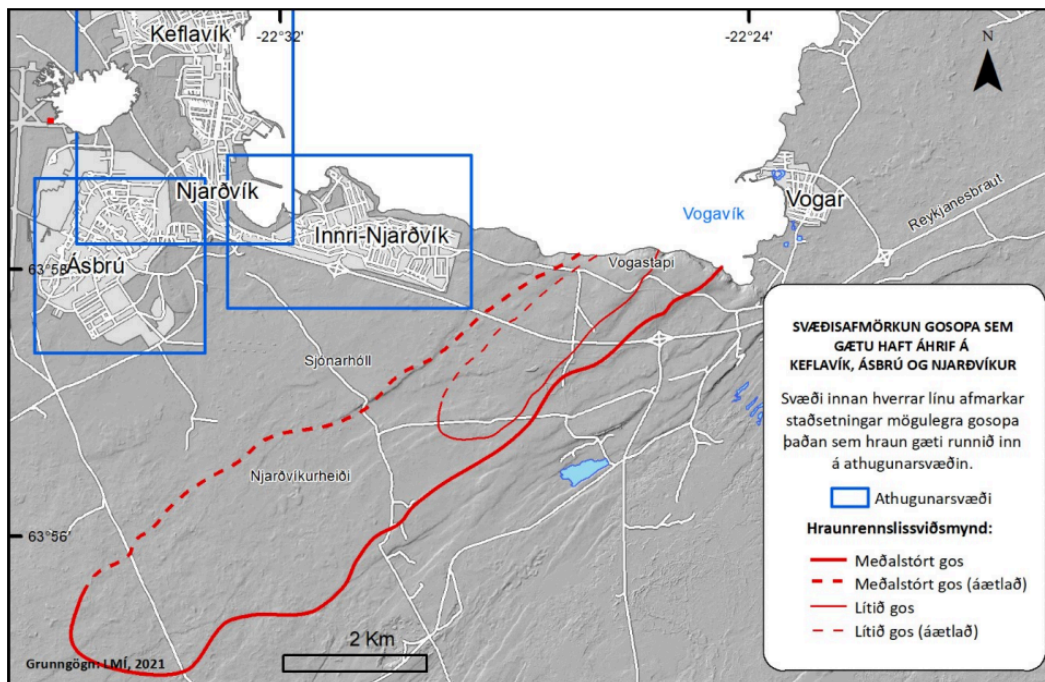 Keflavík
-22°32'
-22°24'
N
Njarðvík
Vogar
Vogavík
Reykjanesbraut
Innri-Njarðvík
Ásbrú
63°58'
Vogastapi
Sjónarhóll
Njarðvíkurheiði
63°56'
2 Km
Grunngögn: LMÍ, 2021
SVÆÐISAFMÖRKUN GOSOPA SEM
GÆTU HAFT ÁHRIF Á
KEFLAVÍK, ÁSBRÚ OG NJARÐVÍKUR
Svæði innan hverrar línu afmarkar
staðsetningar mögulegra gosopa
þaðan sem hraun gæti runnið inn
á athugunarsvæðin.
Athugunarsvæði
Hraunrennslissviðsmynd:
Meðalstórt gos
Meðalstórt gos (áætlað)
Lítið gos
Lítið gos (áætlað)